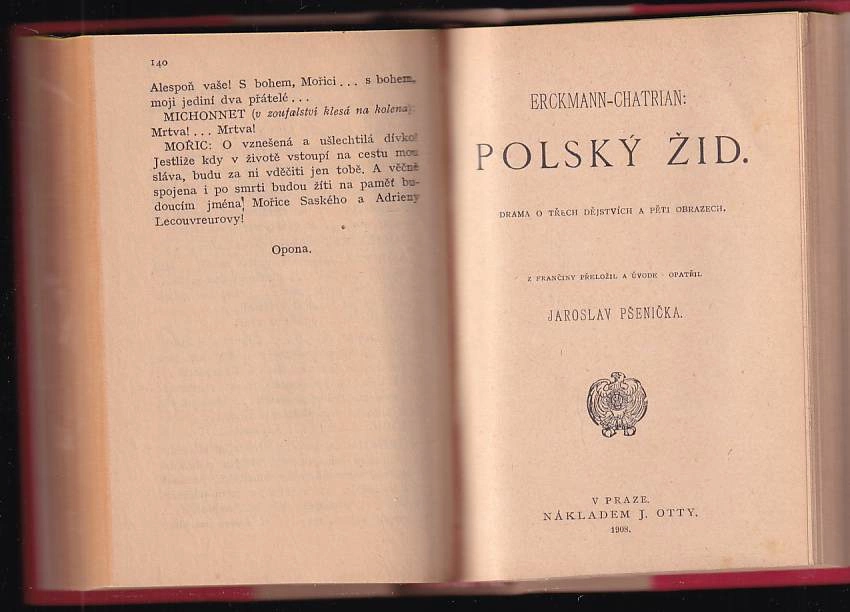 140
Alespoň vaše! S bohem, Mořici... s bohem,
moji jediní dva přátelé...
MICHONNET (v zoufalství klesá na kolena):
Mrtva!... Mrtva!
MOŘIC: O vznešená a ušlechtilá dívko!
Jestliže kdy v životě vstoupí na cestu mou
sláva, budu za ni vděčiti jen tobě. A věčně
spojena i po smrti budou žíti na paměť bu-
doucím jména Mořice Saského a Adrieny
Lecouvreurovy!
Opona.
ERCKMANN-CHATRIAN:
POLSKÝ ŽID.
DRAMA O TŘECH DĚJSTVÍCH A PĚTI OBRAZECH.
Z FRANČINY PŘELOŽIL A ÚVODE· OPATŘIL
JAROSLAV PŠENIČKA.
V PRAZE.
NÁKLADEM J. OTTY.
1908.